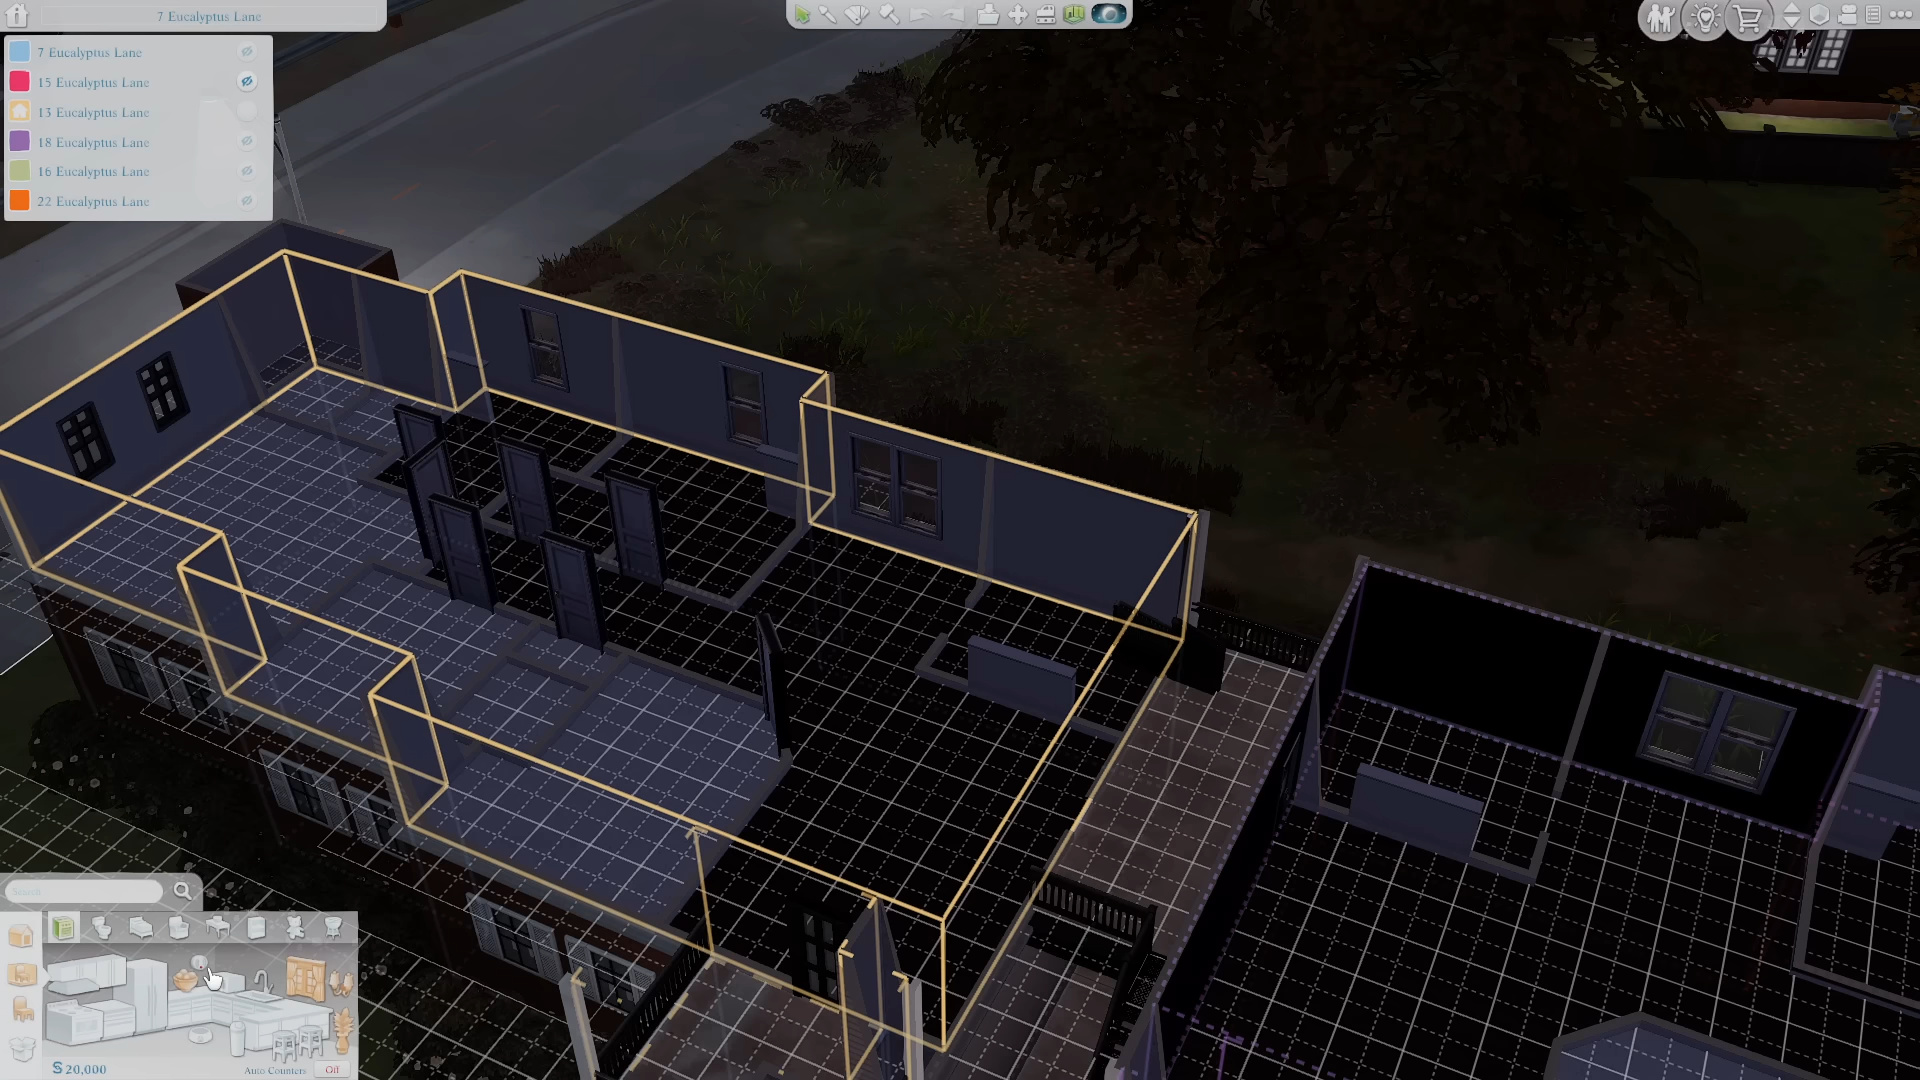 7 Eucalyptus Lane
7 Eucalyptus Lane
15 Eucalyptus Lane
13 Eucalyptus Lane
18 Eucalyptus Lane
16 Eucalyptus Lane
22 Eucalyptus Lane
Search
§20,000
Auto Counters
Off